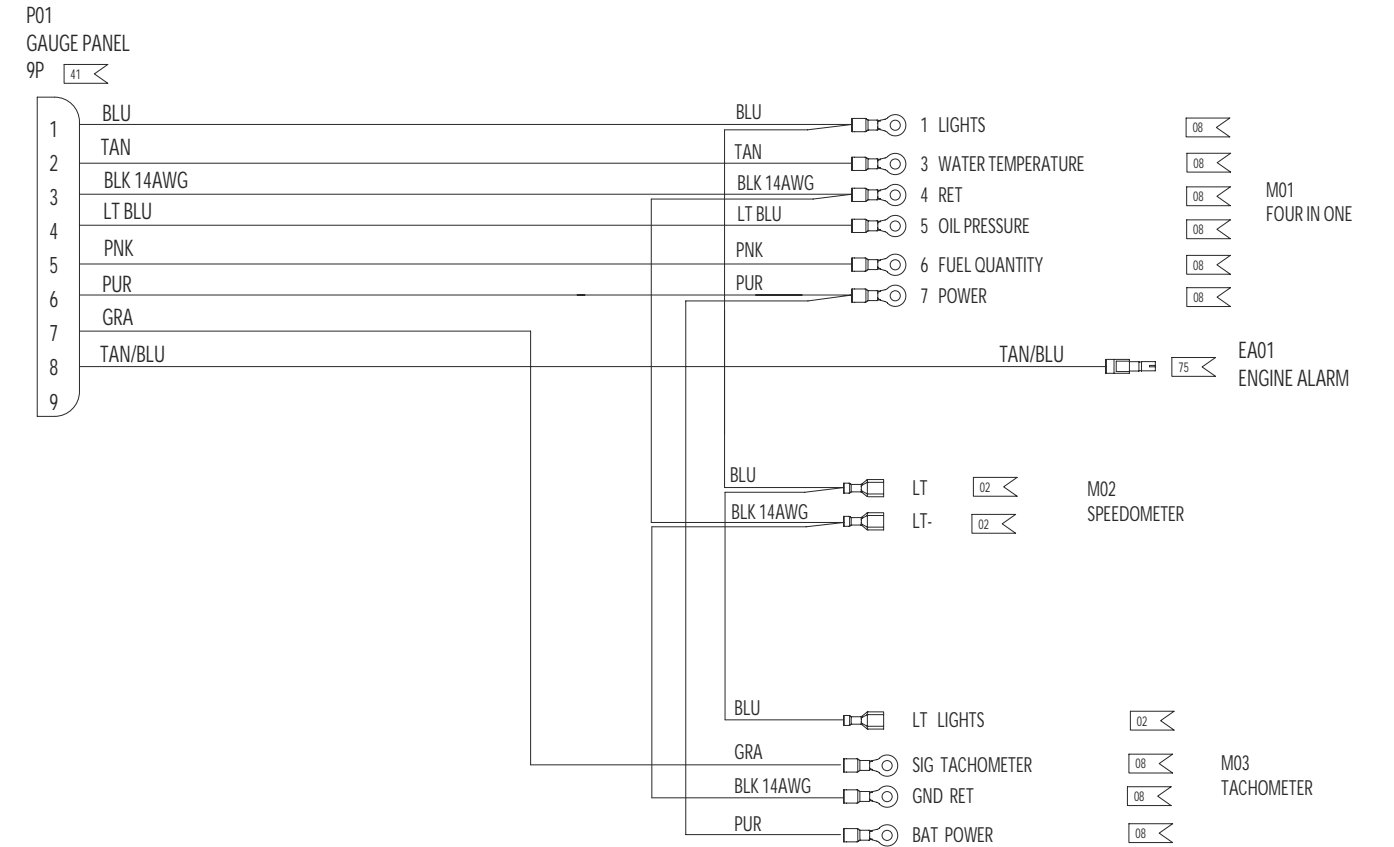 P01
GAUGE PANEL
9P 41
1 BLU BLU 1 LIGHTS 08
2 TAN TAN 3 WATER TEMPERATURE 08
3 BLK 14AWG BLK 14AWG 4 RET 08
M01
FOUR IN ONE
4 LT BLU LT BLU 5 OIL PRESSURE 08
5 PNK PNK 6 FUEL QUANTITY 08
6 PUR PUR 7 POWER 08
7 GRA
8 TAN/BLU TAN/BLU 75
EA01
ENGINE ALARM
9
BLU LT 02
BLK 14AWG LT- 02
M02
SPEEDOMETER
BLU LT LIGHTS 02
GRA SIG TACHOMETER 08
BLK 14AWG GND RET 08
PUR BAT POWER 08
M03
TACHOMETER